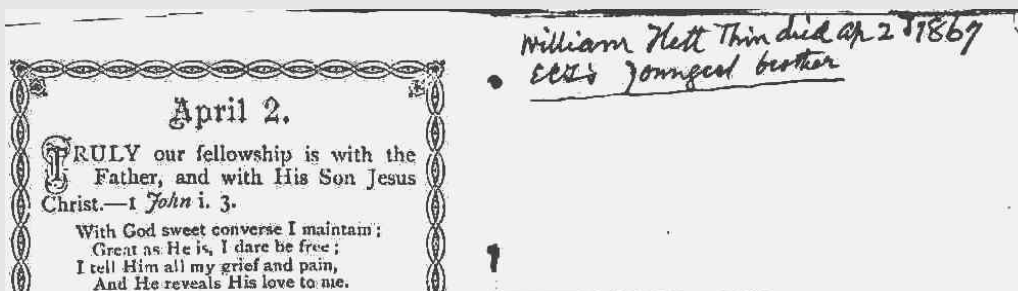 William Hett Thin died ap 2d 1867
ECT's youngest brother
April 2.
TRULY our fellowship is with the
Father, and with His Son Jesus
Christ.—1 John i. 3.
With God sweet converse I maintain;
Great as He is, I dare be free;
I tell Him all my grief and pain,
And He reveals His love to me.